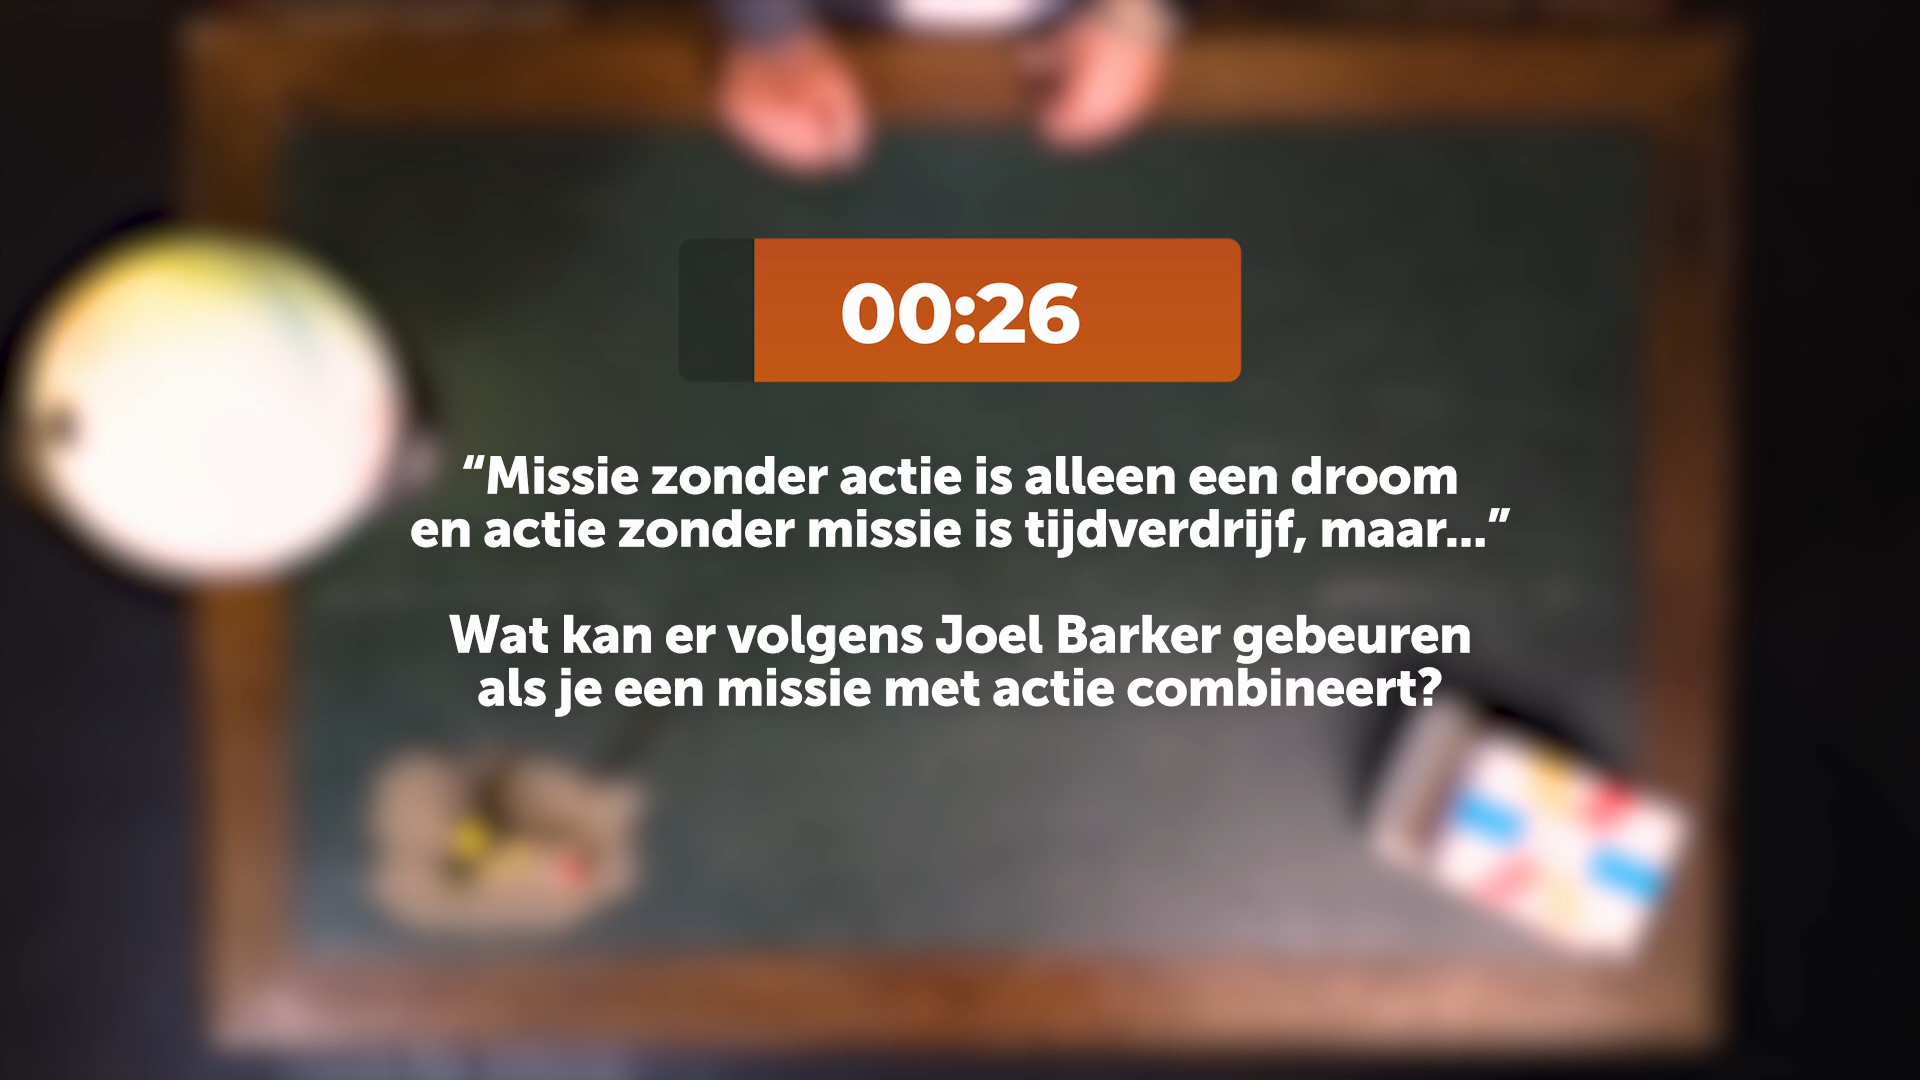 00:26
“Missie zonder actie is alleen een droom
en actie zonder missie is tijdverdrijf, maar...”
Wat kan er volgens Joel Barker gebeuren
als je een missie met actie combineert?